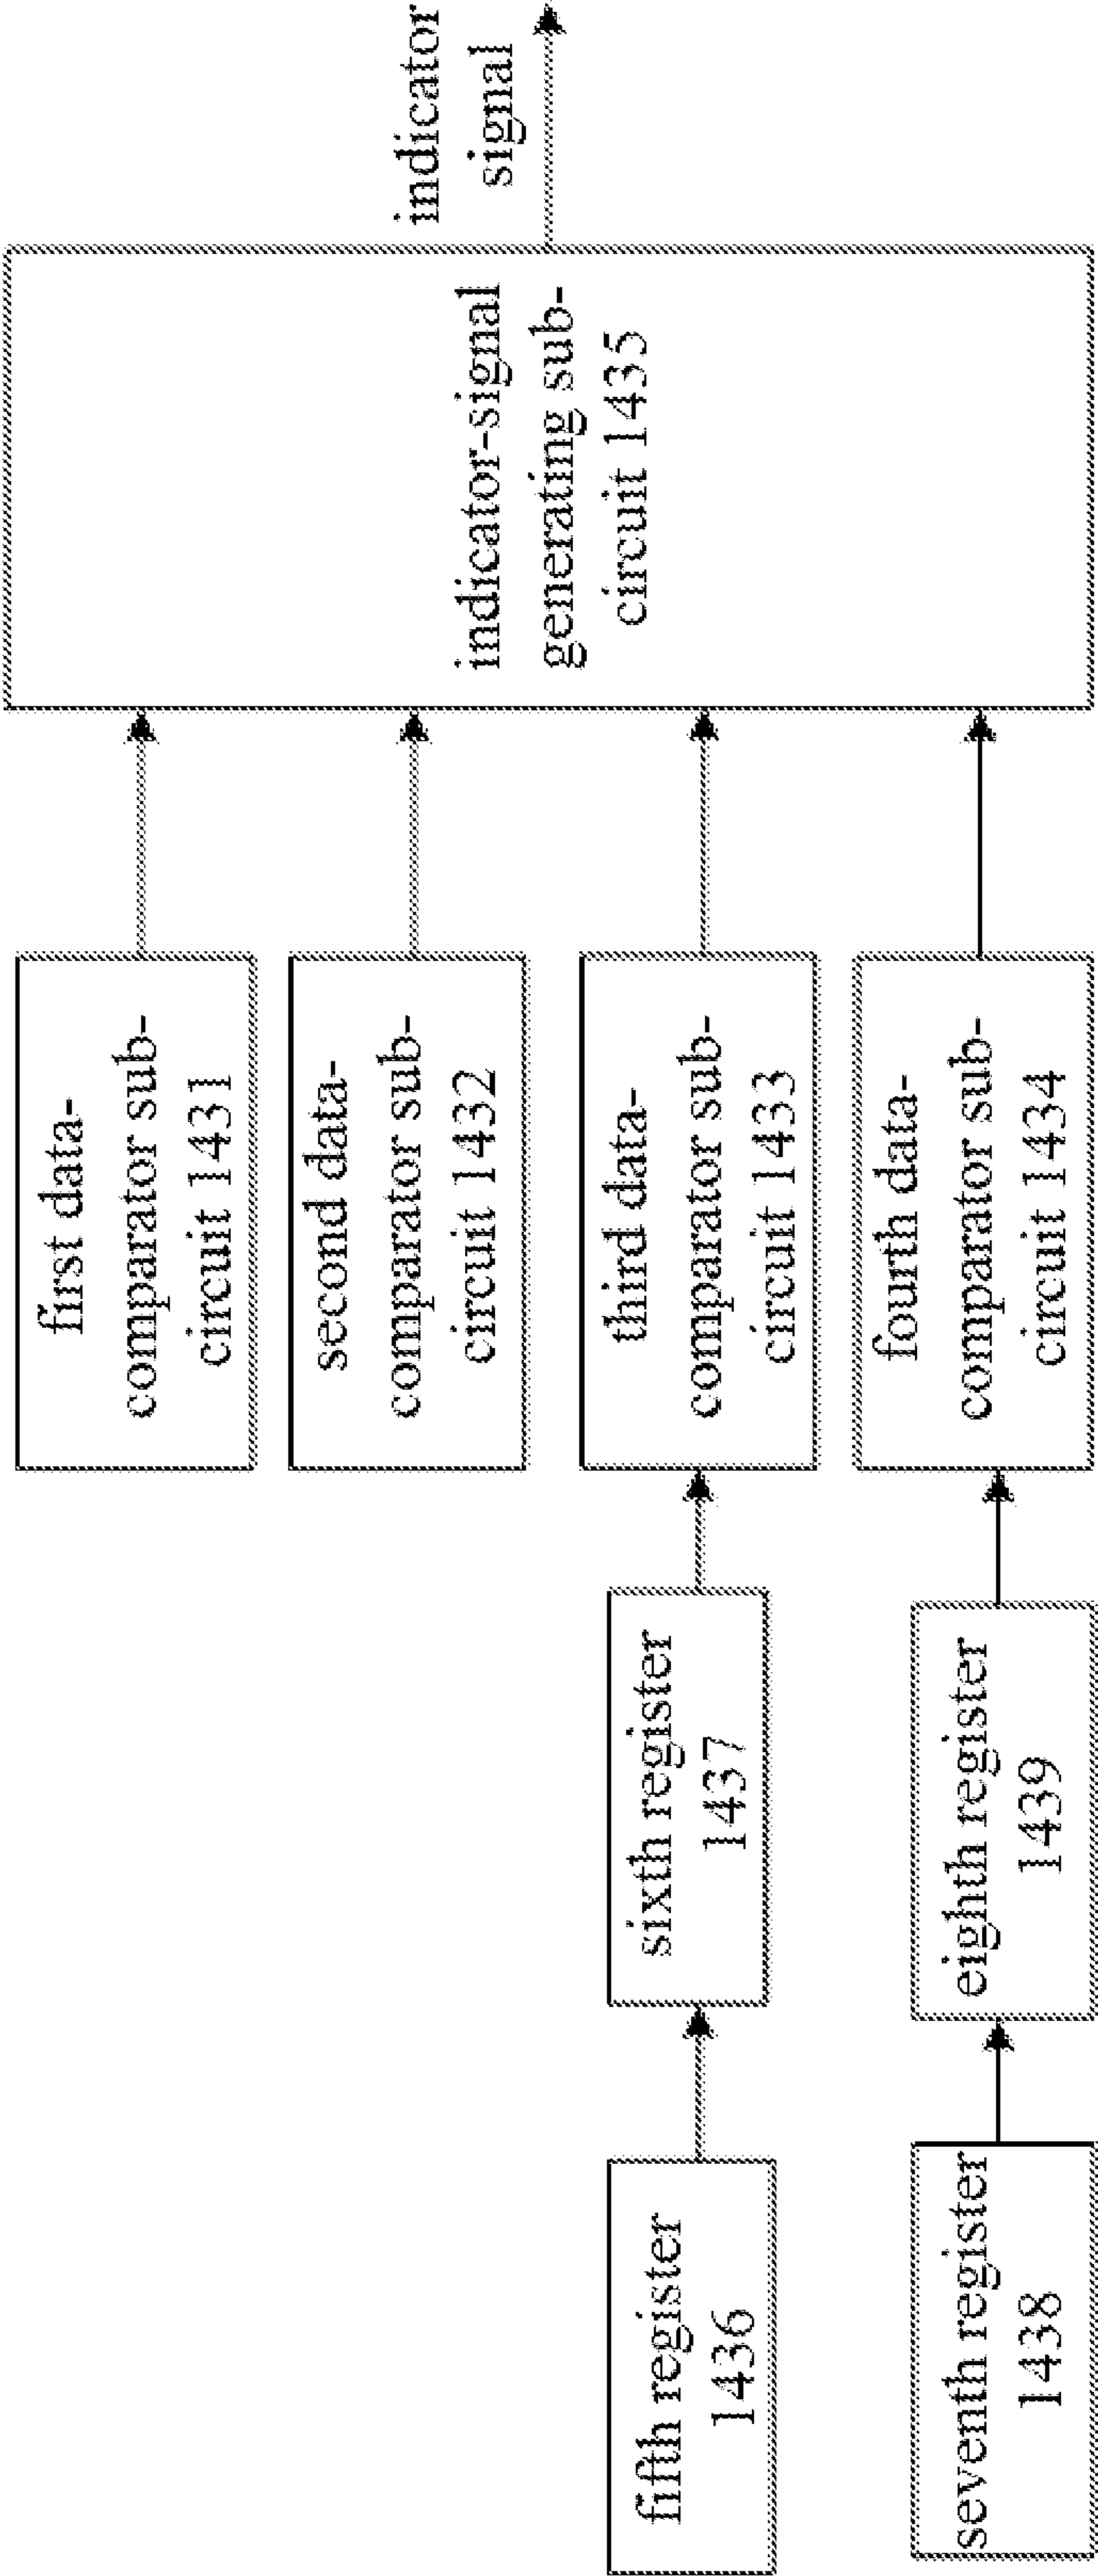 first data-
comparator sub-
circuit 1431
second data-
comparator sub-
circuit 1432
third data-
comparator sub-
circuit 1433
fourth data-
comparator sub-
circuit 1434
fifth register
1436
sixth register
1437
seventh register
1438
eighth register
1439
indicator-signal
generating sub-
circuit 1435
indicator
signal